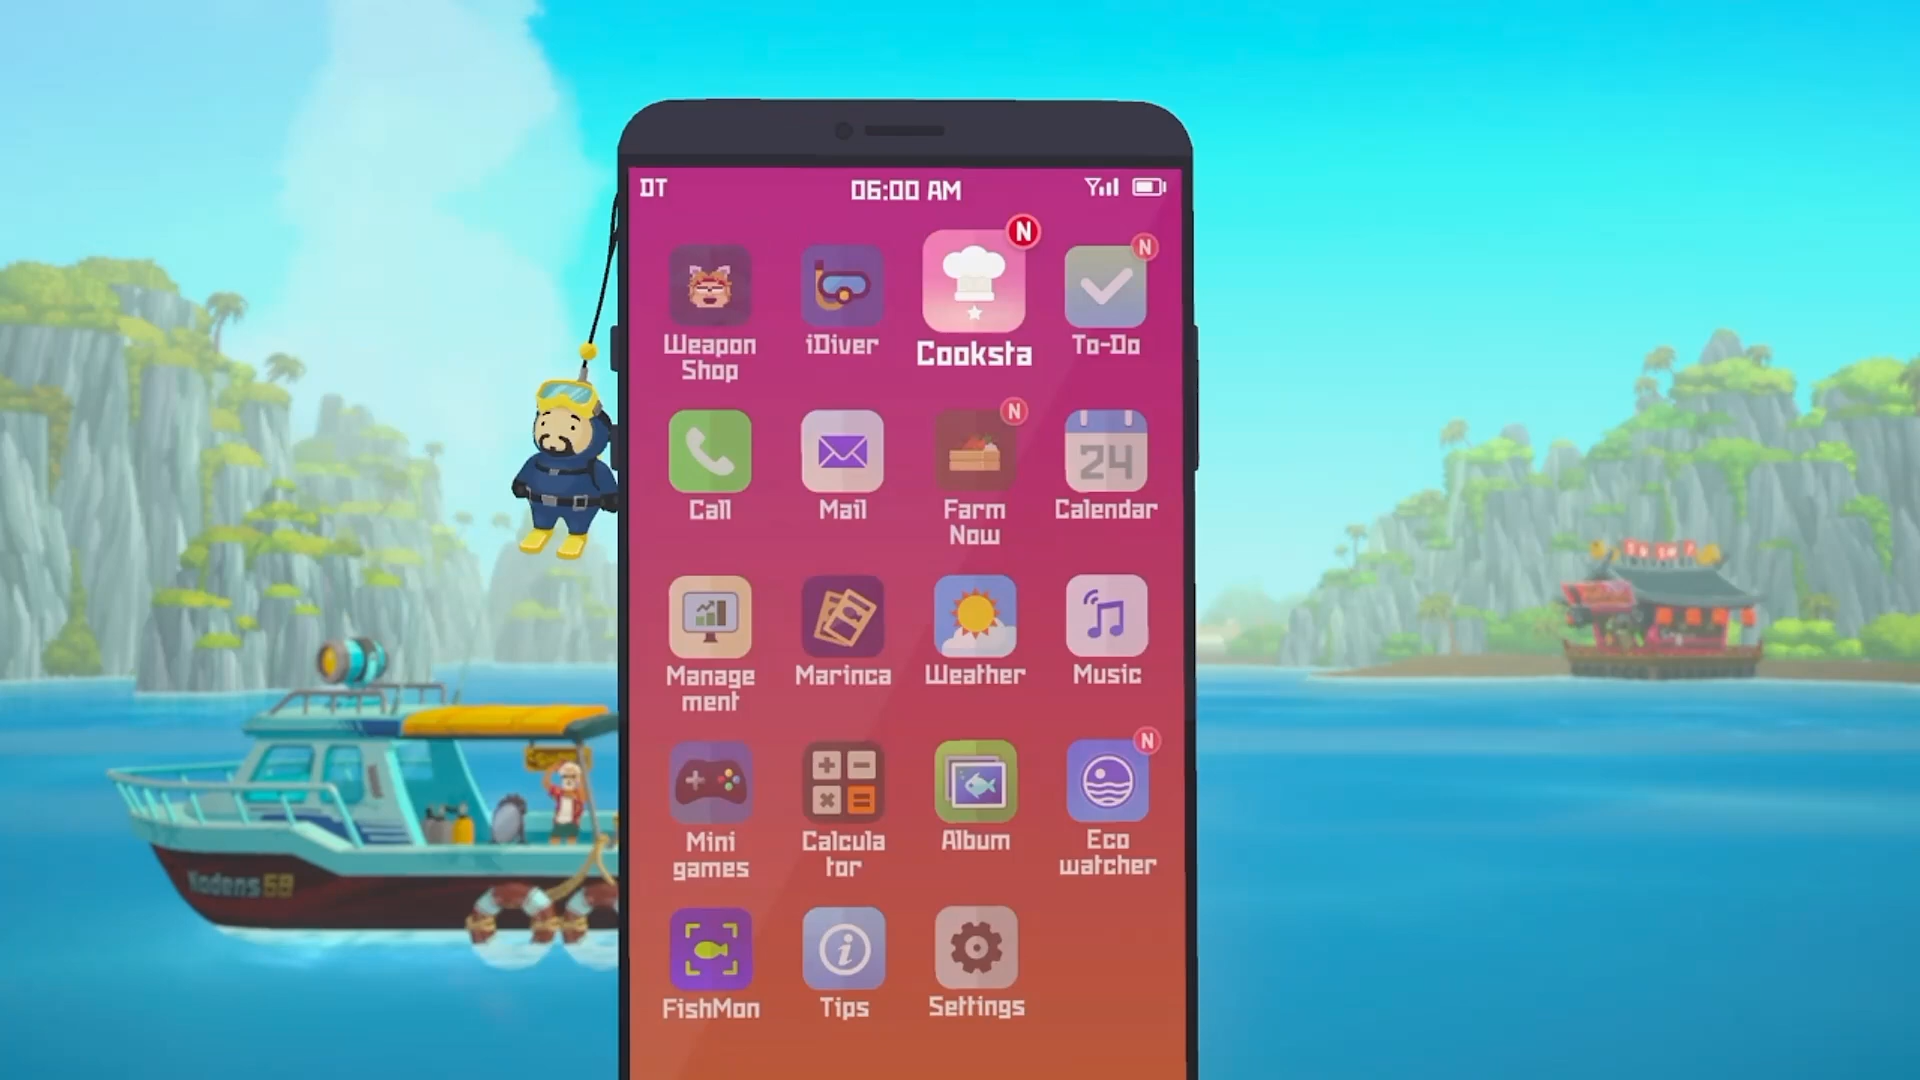 DT
06:00 AM
N
N
Weapon
Shop
iDiver
Cooksta
To-Do
N
24
Call
Mail
Farm
Now
Calendar
Manage
ment
Marinca
Weather
Music
N
Mini
games
Calcula
tor
Album
Eco
watcher
FishMon
Tips
Settings